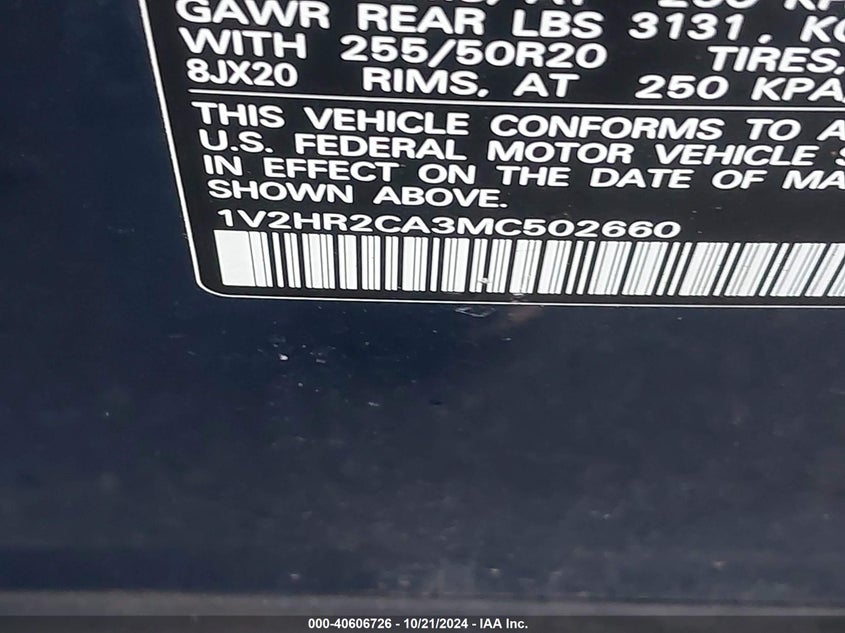 GAWR REAR LBS 3131, KG
WITH 255/50R20 TIRES,
8JX20 RIMS, AT 250 KPA
THIS VEHICLE CONFORMS TO A
U.S. FEDERAL MOTOR VEHICLE S
IN EFFECT ON THE DATE OF MA
SHOWN ABOVE.
1V2HR2CA3MC502660
000-40606726 - 10/21/2024 - IAA Inc.